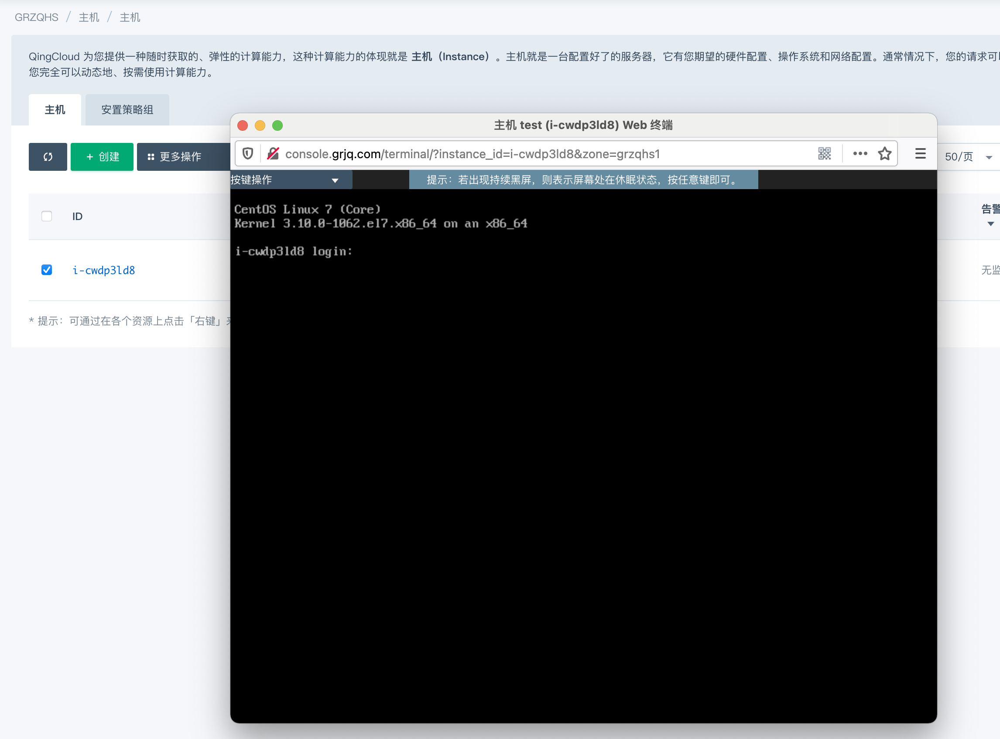 GRZQHS / 主机 / 主机
QingCloud 为您提供一种随时获取的、弹性的计算能力，这种计算能力的体现就是 主机（Instance）。主机就是一台配置好了的服务器，它有您期望的硬件配置、操作系统和网络配置。通常情况下，您的请求可
您完全可以动态地、按需使用计算能力。
主机 安置策略组
主机 test (i-cwdp3ld8) Web 终端
+ 创建 更多操作
console.grjq.com/terminal/?instance_id=i-cwdp3ld8&zone=grzqhs1
50/页
按键操作
提示：若出现持续黑屏，则表示屏幕处在休眠状态，按任意键即可。
CentOS Linux 7 (Core)
Kernel 3.10.0-1062.el7.x86_64 on an x86_64
i-cwdp3ld8 login:
ID
告警
i-cwdp3ld8
无监
* 提示：可通过在各个资源上点击「右键」